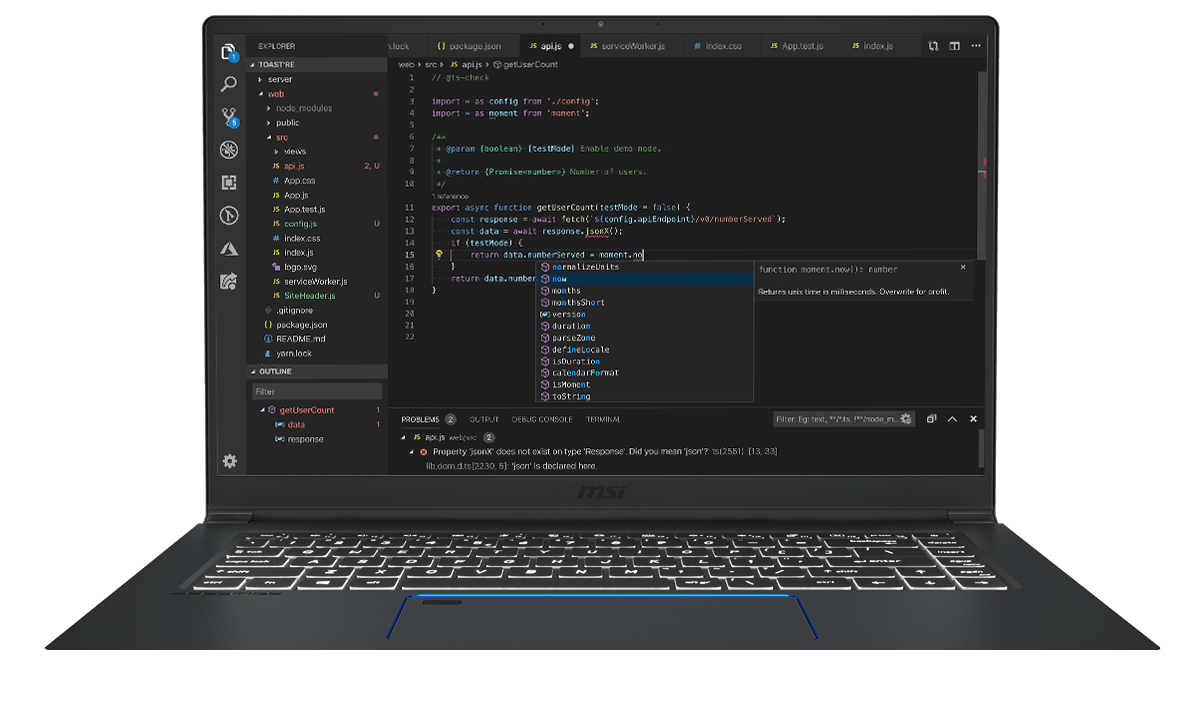 EXPLORER
TOAST'RE
server
web
node_modules
public
src
views
JS api.js 2, U
# App.css
JS App.js
JS App.test.js
JS config.js U
# index.css
JS index.js
logo.svg
JS serviceWorker.js
JS SiteHeader.js U
.gitignore
{} package.json
README.md
yarn.lock
OUTLINE
Filter
getUserCount 1
data 1
response
1
5
.lock {} package.json JS api.js JS serviceWorker.js # index.css JS App.test.js JS index.js
web src JS api.js getUserCount
1 // @ts-check
2
3 import * as config from './config';
4 import * as moment from 'moment';
5
6 /**
7 * @param {boolean} [testMode] Enable demo mode.
8 *
9 * @return {Promise<number>} Number of users.
10 */
1 reference
11 export async function getUserCount(testMode = false) {
12 const response = await fetch(`${config.apiEndpoint}/v0/numberServed`);
13 const data = await response.jsonX();
14 if (testMode) {
15 return data.numberServed = moment.no
16 }
17 return data.number
18 }
19
20
21
22
normalizeUnits
now
months
monthsShort
version
duration
parseZone
defineLocale
isDuration
calendarFormat
isMoment
toString
function moment.now(): number
Returns unix time in milliseconds. Overwrite for profit.
PROBLEMS 2 OUTPUT DEBUG CONSOLE TERMINAL Filter. Eg: text, **/*.ts, !**/node_m...
JS api.js web/src 2
Property 'jsonX' does not exist on type 'Response'. Did you mean 'json'? ts(2551) [13, 33]
lib.dom.d.ts[2230, 5]: 'json' is declared here.
msi